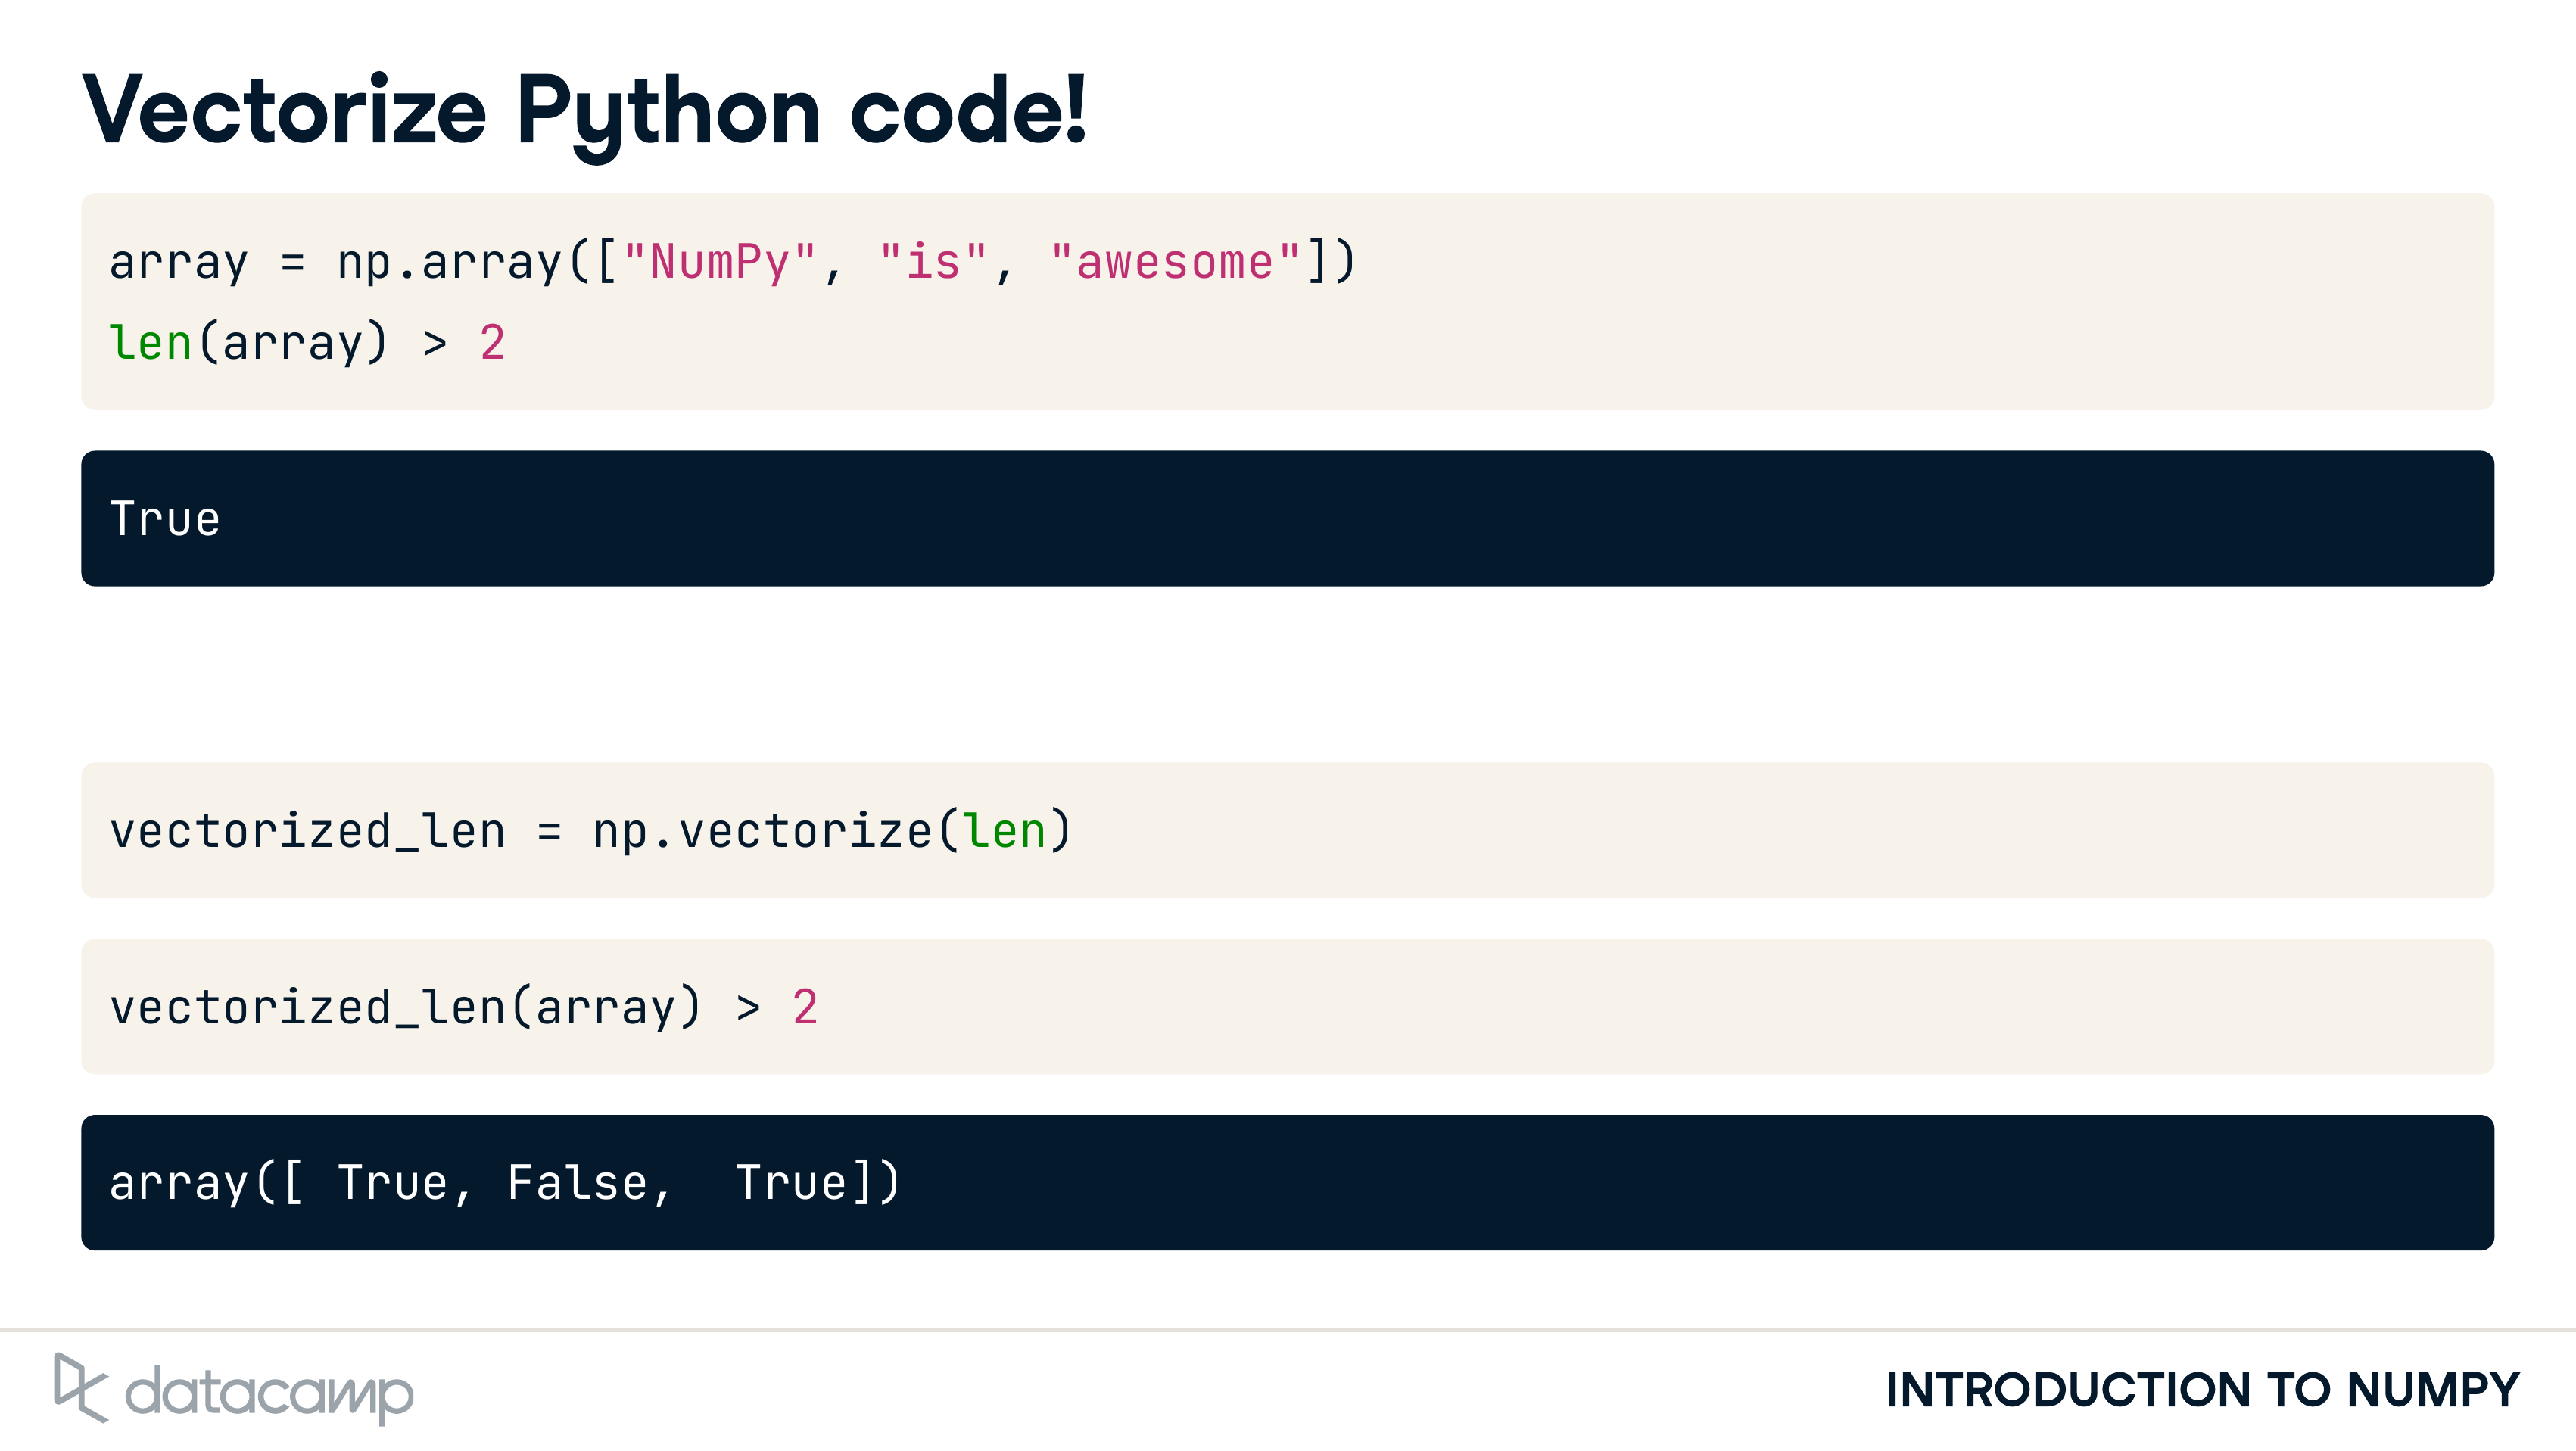 Vectorize Python code!
array = np.array(["NumPy", "is", "awesome"])
len(array) > 2
True
vectorized_len = np.vectorize(len)
vectorized_len(array) > 2
array([ True, False,  True])
datacamp
INTRODUCTION TO NUMPY